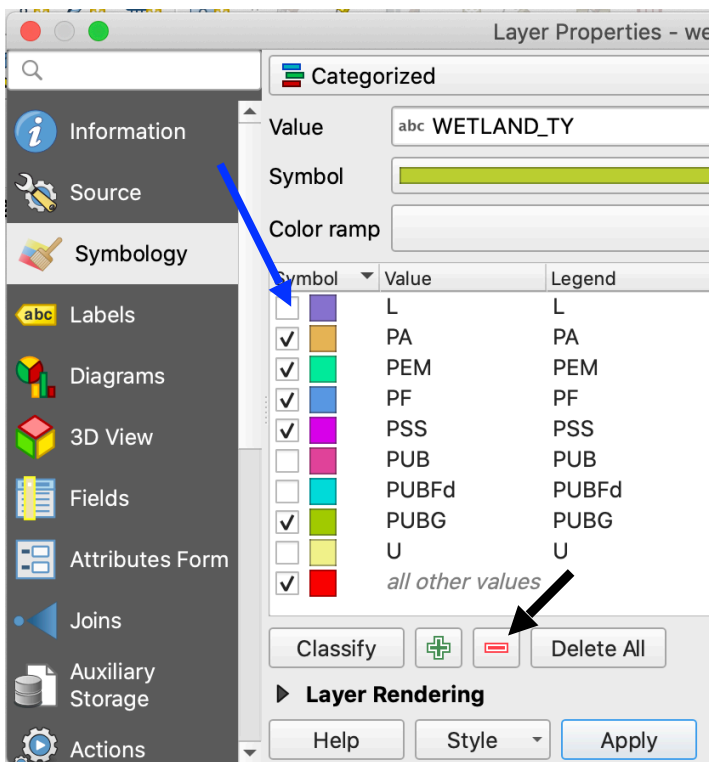 Layer Properties - we
Categorized
Information
Value
abc WETLAND_TY
Source
Symbol
Symbology
Color ramp
Symbol Value Legend
abc Labels
L L
PA PA
Diagrams
PEM PEM
PF PF
3D View
PSS PSS
PUB PUB
Fields
PUBFd PUBFd
PUBG PUBG
Attributes Form
U U
all other values
Joins
Classify
Delete All
Auxiliary
Storage
Layer Rendering
Actions
Help
Style
Apply